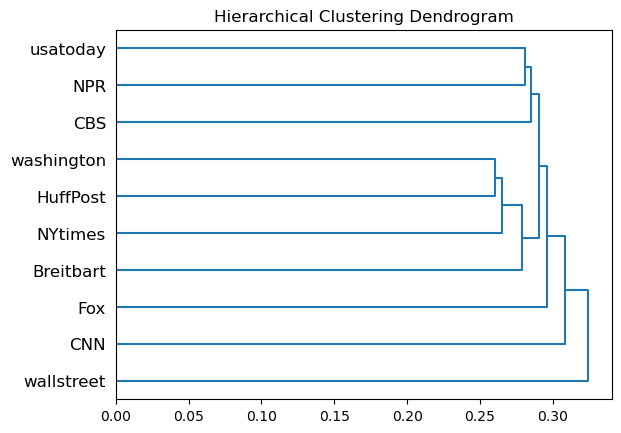 Hierarchical Clustering Dendrogram
usatoday
NPR
CBS
washington
HuffPost
NYtimes
Breitbart
Fox
CNN
wallstreet
0.00 0.05 0.10 0.15 0.20 0.25 0.30